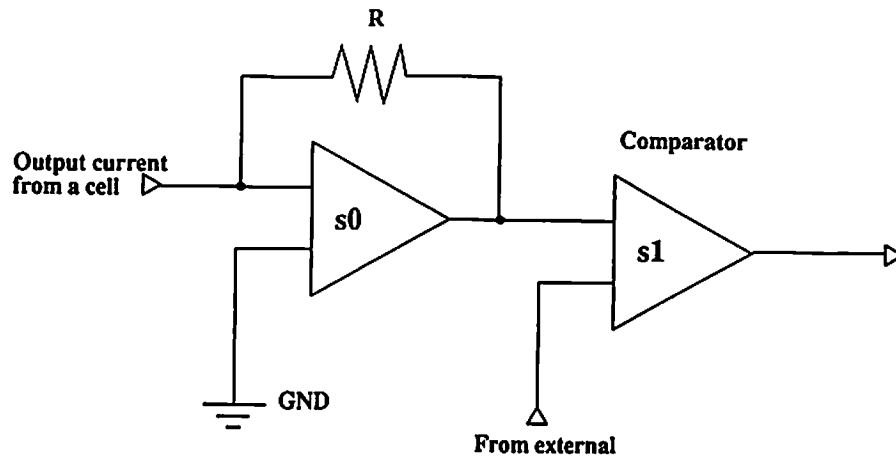 R
Comparator
Output current
from a cell
s0
s1
GND
From external